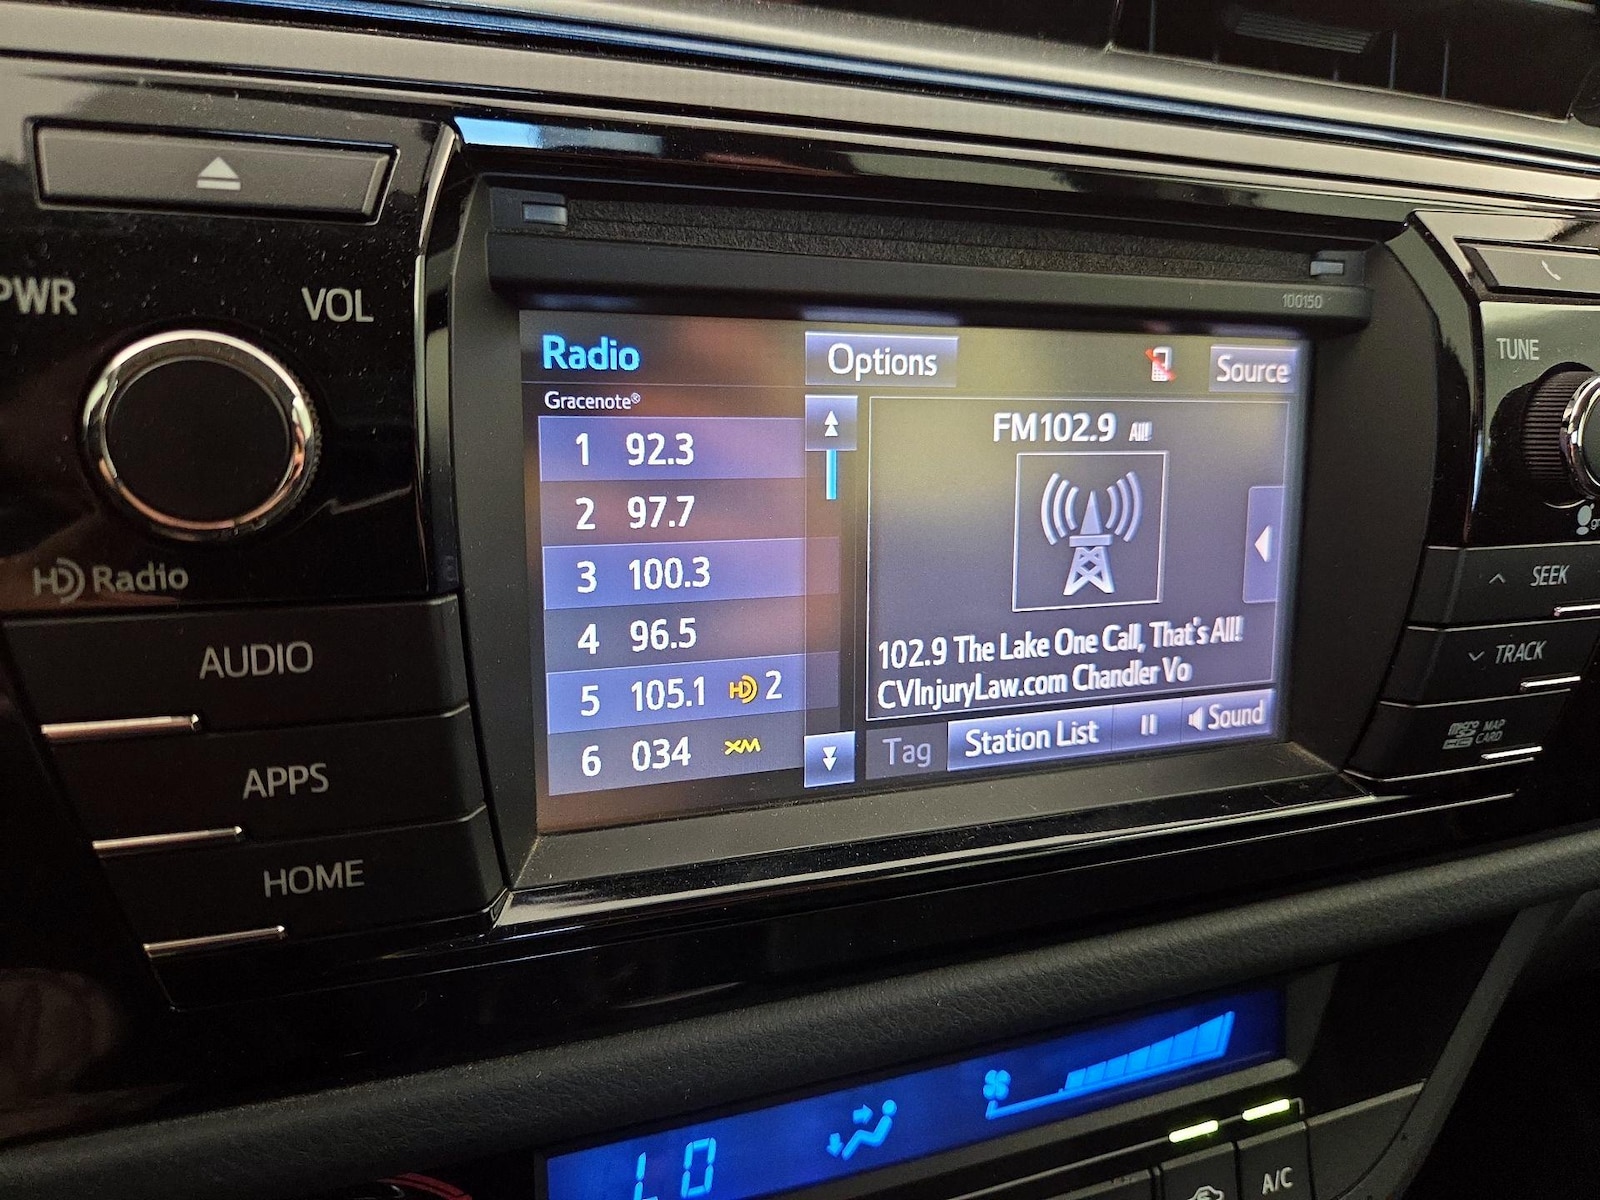 PWR
VOL
HD Radio
AUDIO
APPS
HOME
100150
Radio
Options
Source
Gracenote®
1 92.3
2 97.7
3 100.3
4 96.5
5 105.1 HD 2
6 034 XM
FM102.9 All!
102.9 The Lake One Call, That's All!
CVInjuryLaw.com Chandler Vo
Tag
Station List
Sound
TUNE
SEEK
TRACK
micro
MAP
CARD
LO
A/C